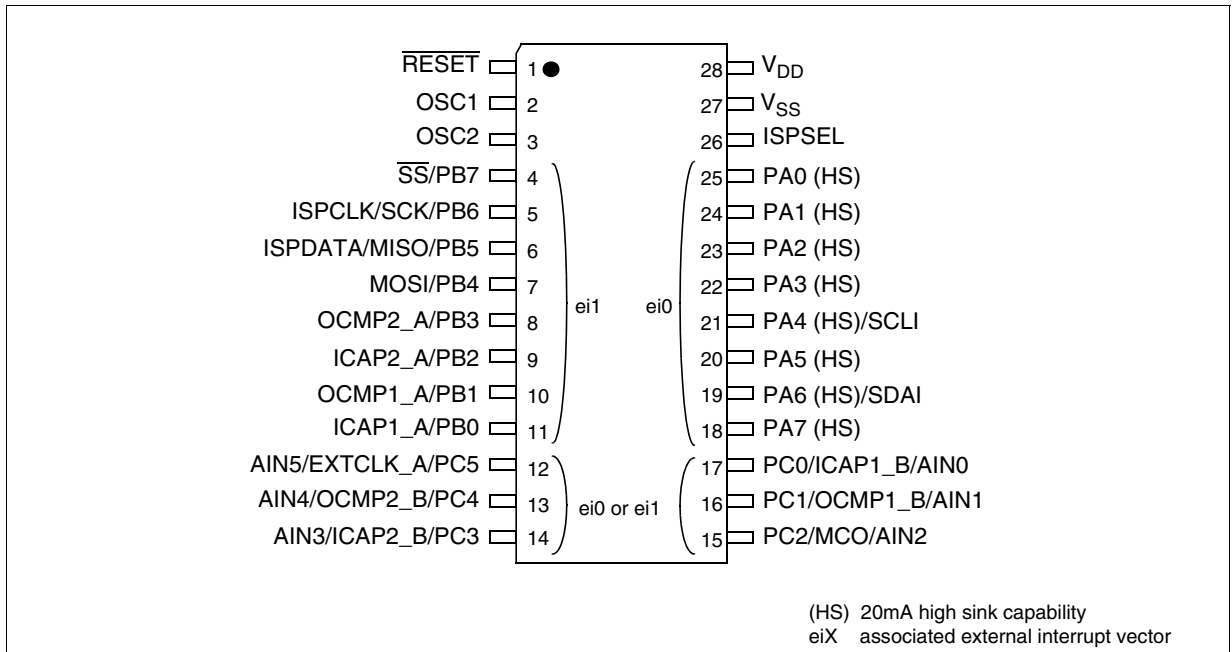 RESET 1 28 VDD
OSC1 2 27 VSS
OSC2 3 26 ISPSEL
SS/PB7 4 25 PA0 (HS)
ISPCLK/SCK/PB6 5 24 PA1 (HS)
ISPDATA/MISO/PB5 6 23 PA2 (HS)
MOSI/PB4 7 22 PA3 (HS)
ei1 ei0
OCMP2_A/PB3 8 21 PA4 (HS)/SCLI
ICAP2_A/PB2 9 20 PA5 (HS)
OCMP1_A/PB1 10 19 PA6 (HS)/SDAI
ICAP1_A/PB0 11 18 PA7 (HS)
AIN5/EXTCLK_A/PC5 12 17 PC0/ICAP1_B/AIN0
AIN4/OCMP2_B/PC4 13 ei0 or ei1 16 PC1/OCMP1_B/AIN1
AIN3/ICAP2_B/PC3 14 15 PC2/MCO/AIN2
(HS) 20mA high sink capability
eiX associated external interrupt vector